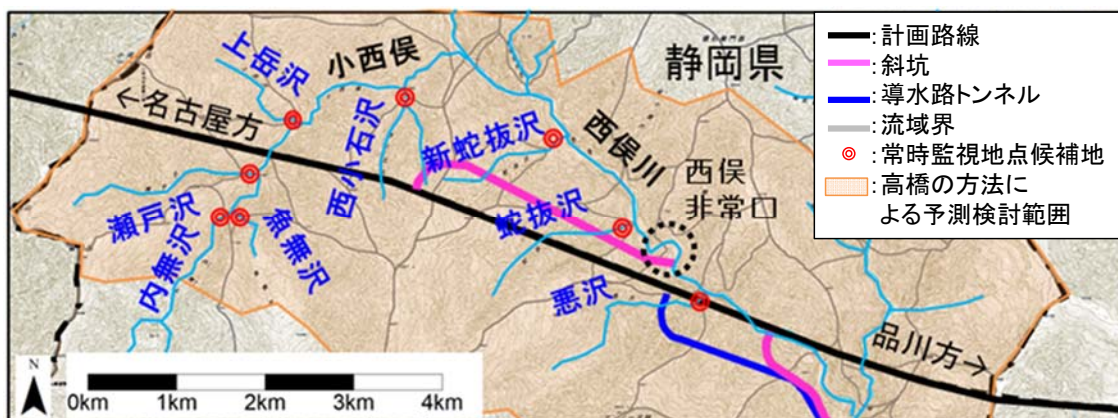 上岳沢
小西俣
静岡県
←名古屋方
西小石沢
新蛇抜沢
西俣川
西俣
非常口
瀬戸沢
魚無沢
内無沢
蛇抜沢
悪沢
品川方→
N
0km 1km 2km 3km 4km
:計画路線
:斜坑
:導水路トンネル
:流域界
:常時監視地点候補地
:高橋の方法に
よる予測検討範囲